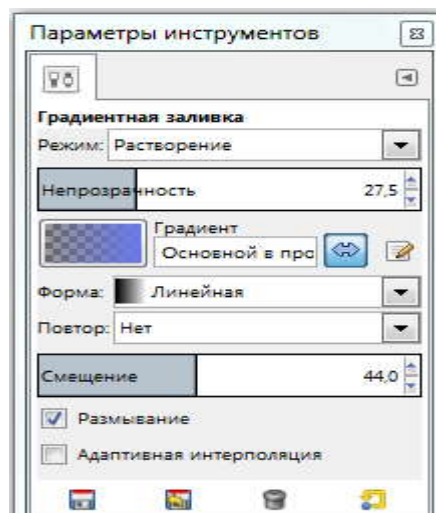 Параметры инструментов
Градиентная заливка
Режим: Растворение
Непрозрачность 27,5
Градиент
Основной в про
Форма: Линейная
Повтор: Нет
Смещение 44,0
Размывание
Адаптивная интерполяция